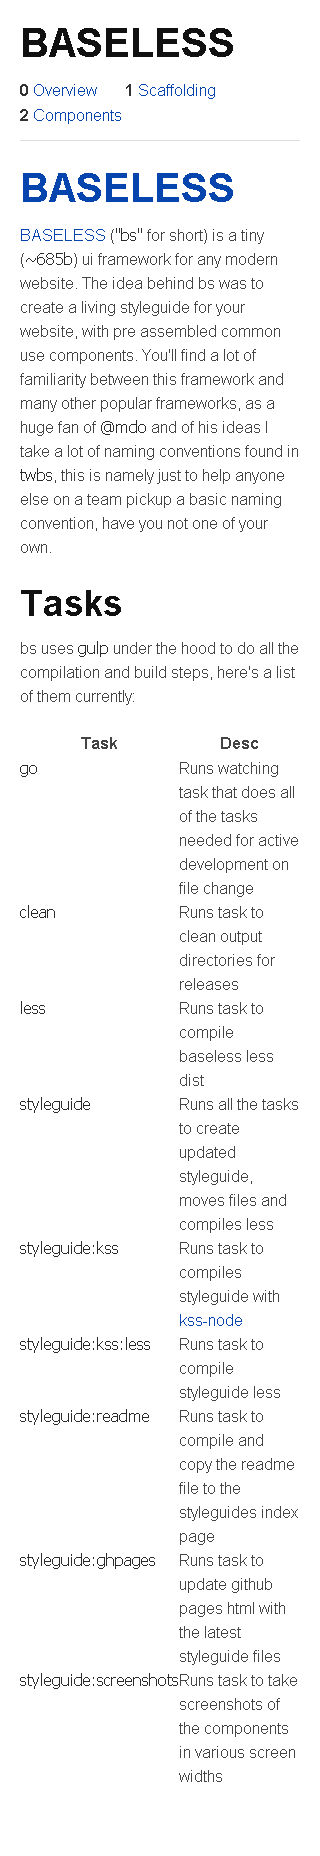 BASELESS
0 Overview 1 Scaffolding
2 Components
BASELESS
BASELESS ("bs" for short) is a tiny
(~685b) ui framework for any modern
website. The idea behind bs was to
create a living styleguide for your
website, with pre assembled common
use components. You'll find a lot of
familiarity between this framework and
many other popular frameworks, as a
huge fan of @mdo and of his ideas I
take a lot of naming conventions found in
twbs, this is namely just to help anyone
else on a team pickup a basic naming
convention, have you not one of your
own.
Tasks
bs uses gulp under the hood to do all the
compilation and build steps, here's a list
of them currently:
Task Desc
go Runs watching
task that does all
of the tasks
needed for active
development on
file change
clean Runs task to
clean output
directories for
releases
less Runs task to
compile
baseless less
dist
styleguide Runs all the tasks
to create
updated
styleguide,
moves files and
compiles less
styleguide:kss Runs task to
compiles
styleguide with
kss-node
styleguide:kss:less Runs task to
compile
styleguide less
styleguide:readme Runs task to
compile and
copy the readme
file to the
styleguides index
page
styleguide:ghpages Runs task to
update github
pages html with
the latest
styleguide files
styleguide:screenshots Runs task to take
screenshots of
the components
in various screen
widths